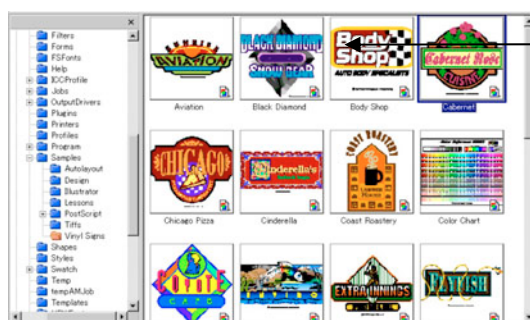 Filters
Forms
FSFonts
Help
ICCProfile
Jobs
OutputDrivers
Plugins
Printers
Profiles
Program
Samples
Autolayout
Design
Illustrator
Lessons
PostScript
Tiffs
Vinyl Signs
Shapes
Styles
Swatch
Temp
tempAMJob
Templates
AVIATION
BLACK DIAMOND
SNOW GEAR
Body
Shop
AUTO BODY SPECIALISTS
Cabernet Rose
CUISINE
Aviation
Black Diamond
Body Shop
Cabernet
CHICAGO
Cinderella's
COAST ROASTERY
Chicago Pizza
Cinderella
Coast Roastery
Color Chart
COYOTE
CAFE
EXTRA INNINGS